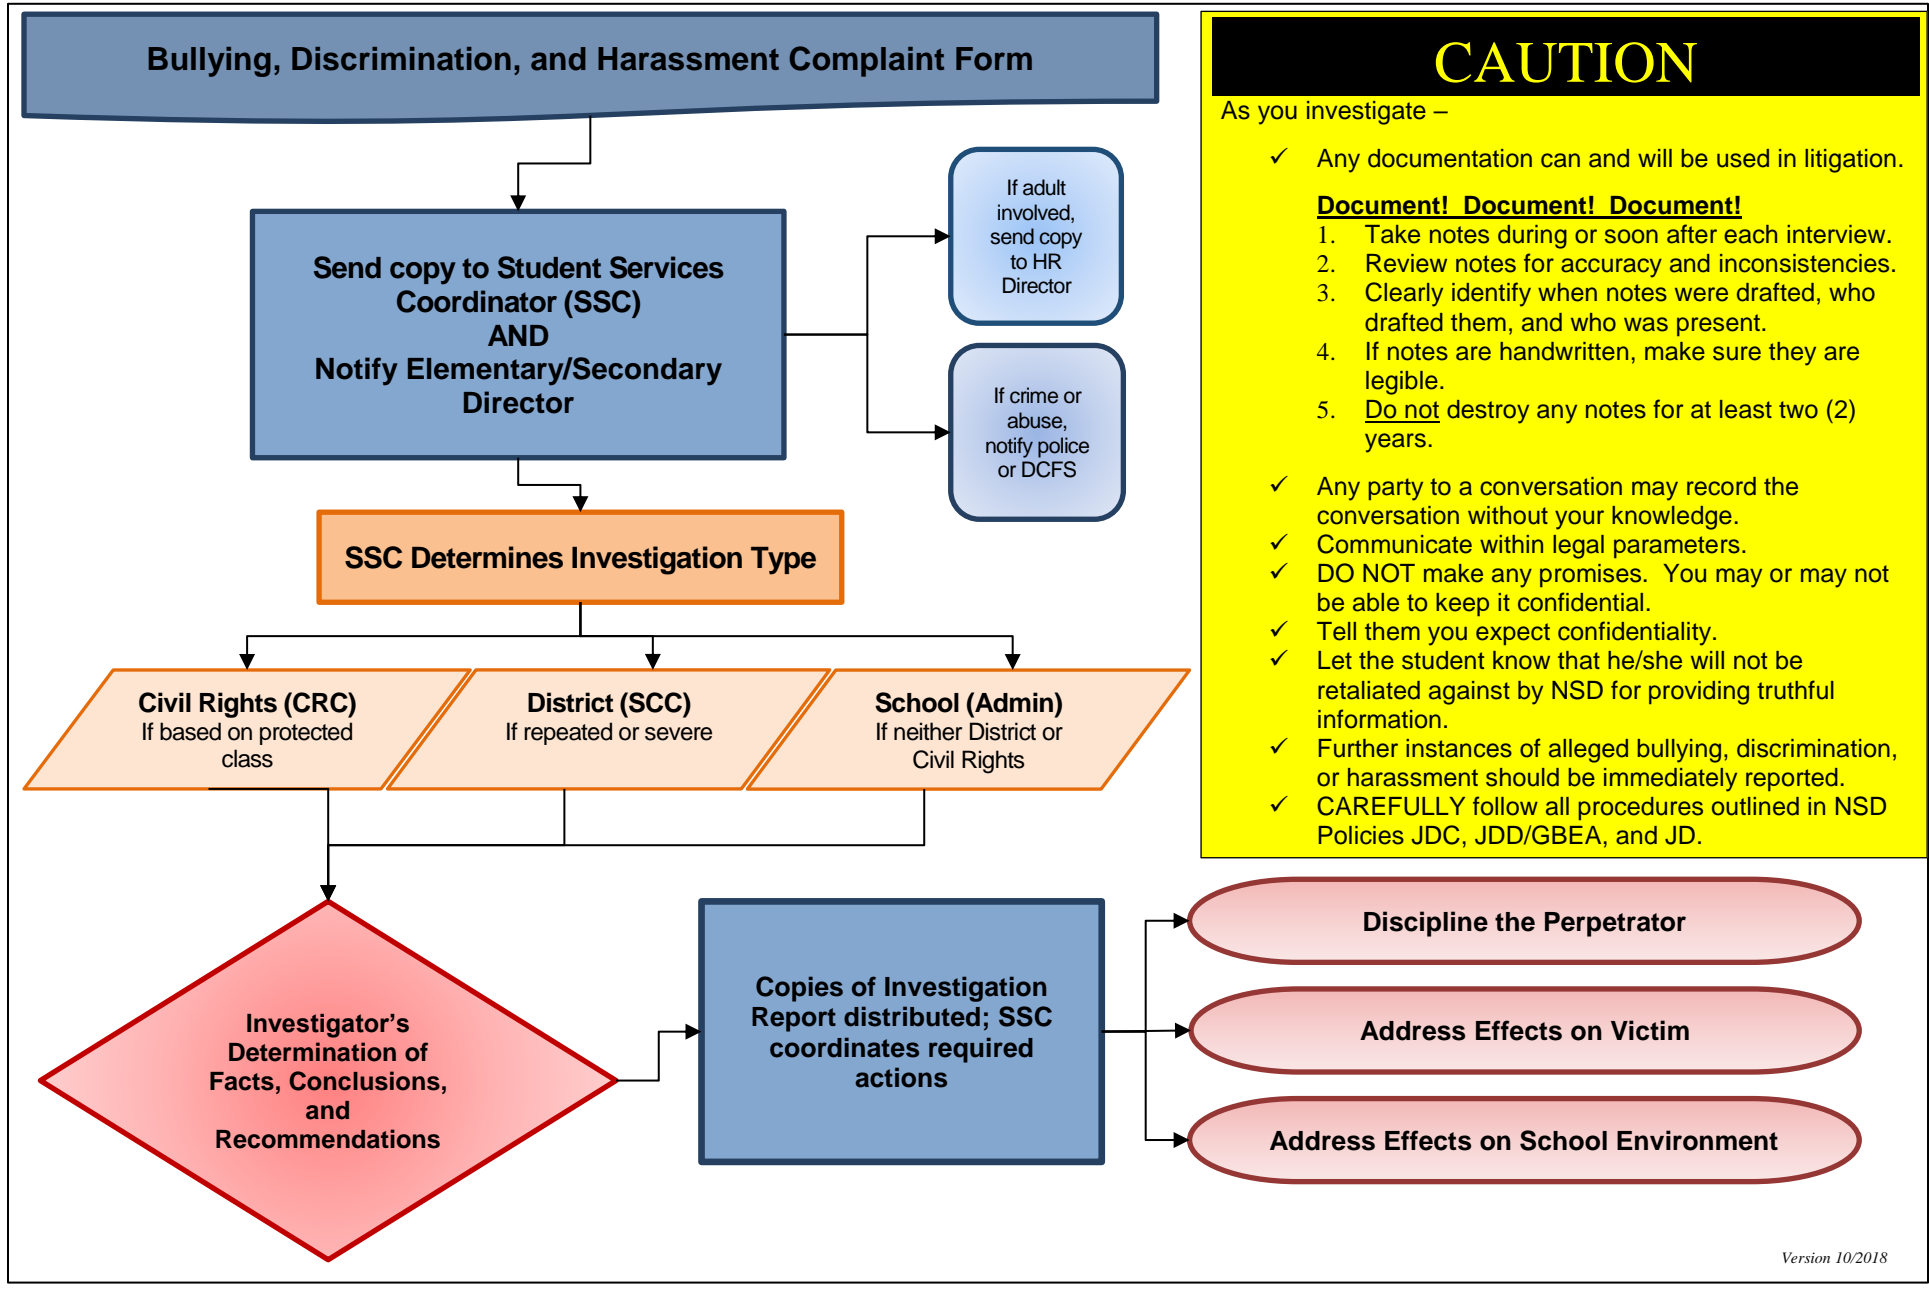 Bullying, Discrimination, and Harassment Complaint Form
Send copy to Student Services
Coordinator (SSC)
AND
Notify Elementary/Secondary
Director
If adult
involved,
send copy
to HR
Director
If crime or
abuse,
notify police
or DCFS
SSC Determines Investigation Type
Civil Rights (CRC)
If based on protected
class
District (SCC)
If repeated or severe
School (Admin)
If neither District or
Civil Rights
Investigator’s
Determination of
Facts, Conclusions,
and
Recommendations
Copies of Investigation
Report distributed; SSC
coordinates required
actions
Discipline the Perpetrator
Address Effects on Victim
Address Effects on School Environment
CAUTION
As you investigate –
✓ Any documentation can and will be used in litigation.
Document!  Document!  Document!
1. Take notes during or soon after each interview.
2. Review notes for accuracy and inconsistencies.
3. Clearly identify when notes were drafted, who
drafted them, and who was present.
4. If notes are handwritten, make sure they are
legible.
5. Do not destroy any notes for at least two (2)
years.
✓ Any party to a conversation may record the
conversation without your knowledge.
✓ Communicate within legal parameters.
✓ DO NOT make any promises.  You may or may not
be able to keep it confidential.
✓ Tell them you expect confidentiality.
✓ Let the student know that he/she will not be
retaliated against by NSD for providing truthful
information.
✓ Further instances of alleged bullying, discrimination,
or harassment should be immediately reported.
✓ CAREFULLY follow all procedures outlined in NSD
Policies JDC, JDD/GBEA, and JD.
Version 10/2018